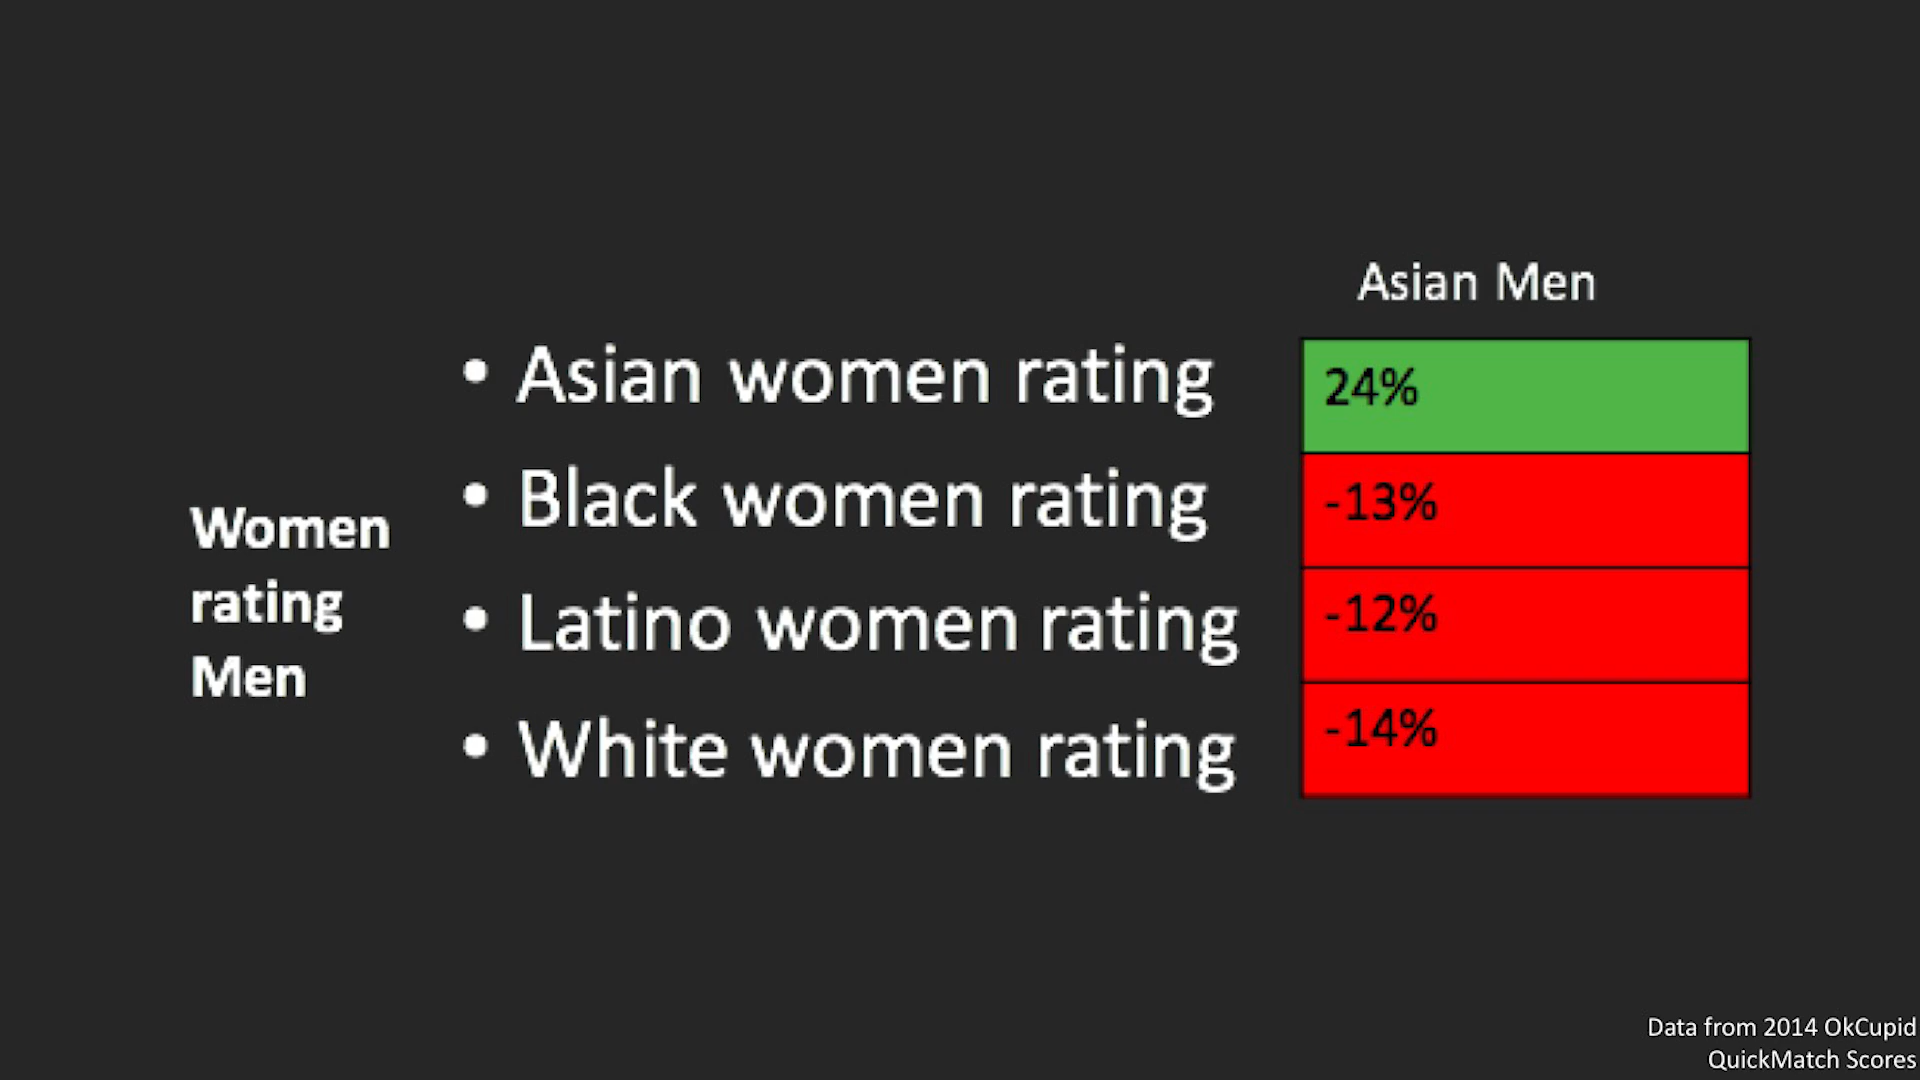 Asian Men
• Asian women rating
24%
• Black women rating
-13%
Women
rating
Men
• Latino women rating
-12%
• White women rating
-14%
Data from 2014 OkCupid
QuickMatch Scores